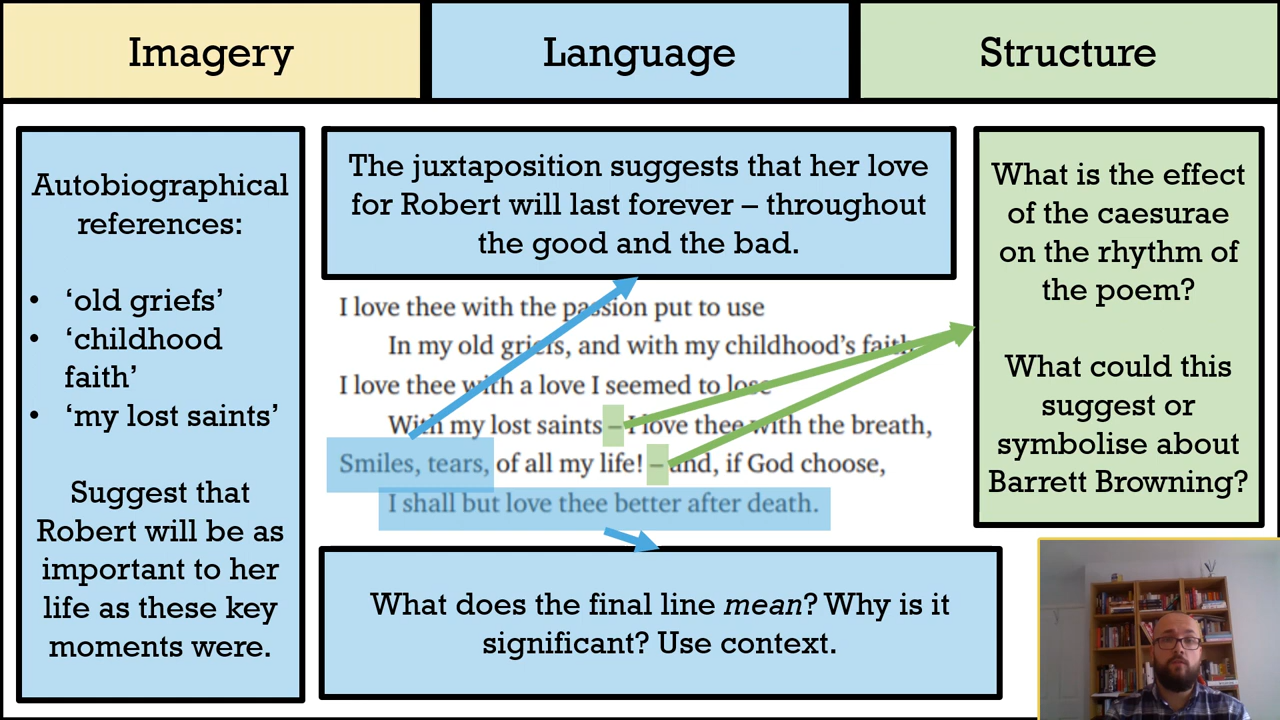 Imagery
Language
Structure
Autobiographical
references:
• ‘old griefs’
• ‘childhood
faith’
• ‘my lost saints’
Suggest that
Robert will be as
important to her
life as these key
moments were.
The juxtaposition suggests that her love
for Robert will last forever – throughout
the good and the bad.
I love thee with the passion put to use
In my old griefs, and with my childhood’s faith.
I love thee with a love I seemed to lose
With my lost saints – I love thee with the breath,
Smiles, tears, of all my life! – and, if God choose,
I shall but love thee better after death.
What does the final line mean? Why is it
significant? Use context.
What is the effect
of the caesurae
on the rhythm of
the poem?
What could this
suggest or
symbolise about
Barrett Browning?